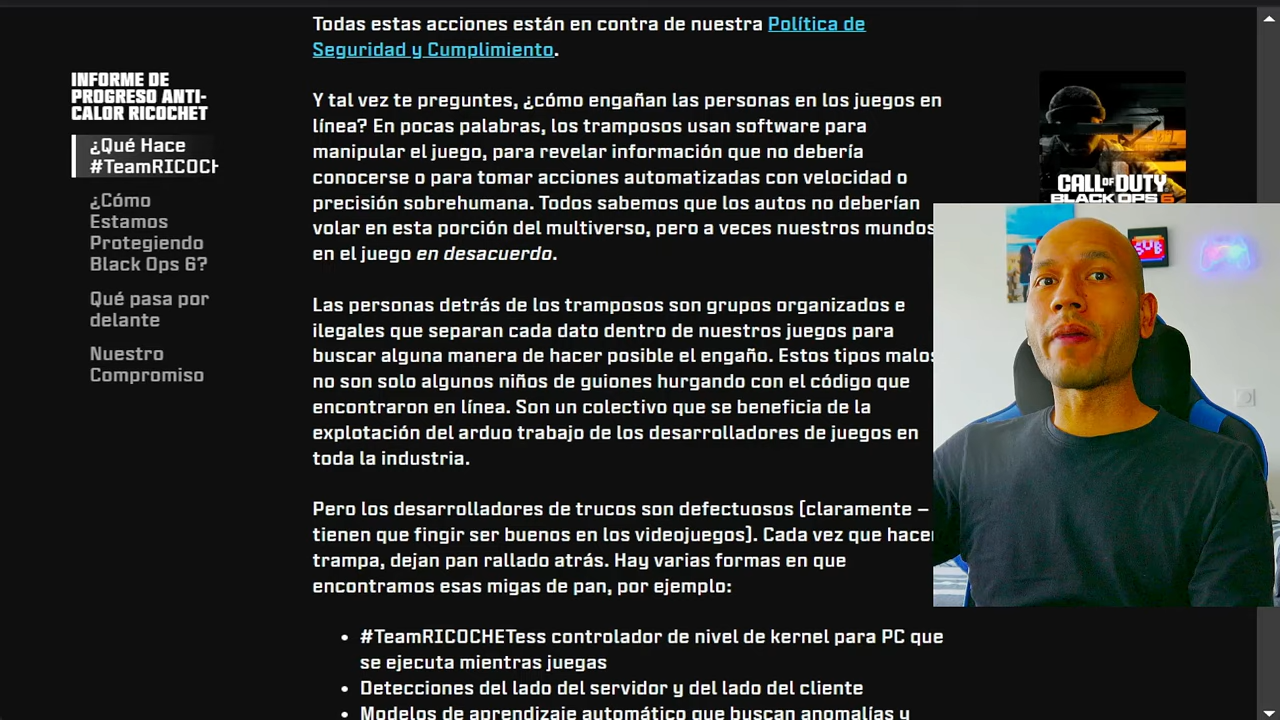 Todas estas acciones están en contra de nuestra Política de
Seguridad y Cumplimiento.
INFORME DE
PROGRESO ANTI-
CALOR RICOCHET
¿Qué Hace
#TeamRICOCH
¿Cómo
Estamos
Protegiendo
Black Ops 6?
Qué pasa por
delante
Nuestro
Compromiso
Y tal vez te preguntes, ¿cómo engañan las personas en los juegos en
línea? En pocas palabras, los tramposos usan software para
manipular el juego, para revelar información que no debería
conocerse o para tomar acciones automatizadas con velocidad o
precisión sobrehumana. Todos sabemos que los autos no deberían
volar en esta porción del multiverso, pero a veces nuestros mundos
en el juego en desacuerdo.
Las personas detrás de los tramposos son grupos organizados e
ilegales que separan cada dato dentro de nuestros juegos para
buscar alguna manera de hacer posible el engaño. Estos tipos malos
no son solo algunos niños de guiones hurgando con el código que
encontraron en línea. Son un colectivo que se beneficia de la
explotación del arduo trabajo de los desarrolladores de juegos en
toda la industria.
Pero los desarrolladores de trucos son defectuosos [claramente –
tienen que fingir ser buenos en los videojuegos]. Cada vez que hacen
trampa, dejan pan rallado atrás. Hay varias formas en que
encontramos esas migas de pan, por ejemplo:
• #TeamRICOCHETess controlador de nivel de kernel para PC que
se ejecuta mientras juegas
• Detecciones del lado del servidor y del lado del cliente
• Modelos de aprendizaje automático que buscan anomalías y
CALL OF DUTY
BLACK OPS 6
SUB